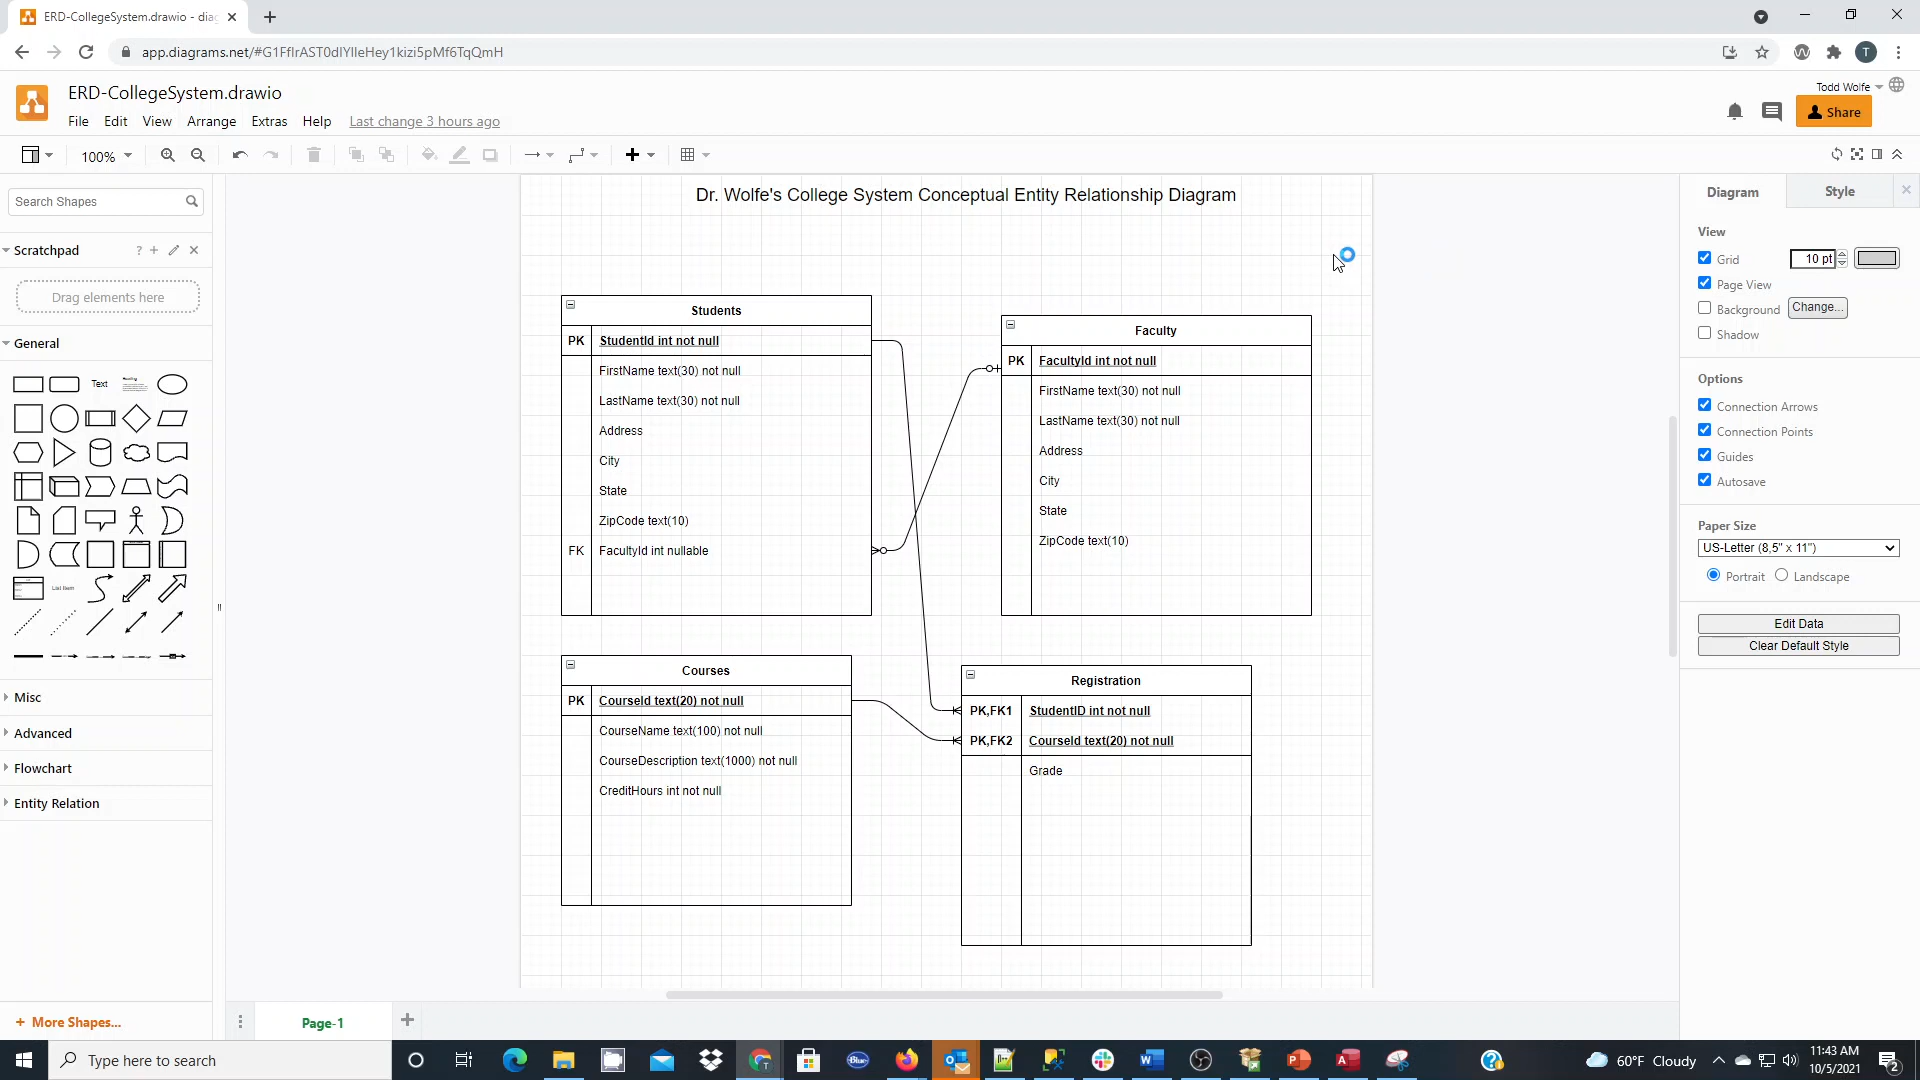 ERD-CollegeSystem.drawio - dia
app.diagrams.net/#G1FflrAST0dlYlleHey1kizi5pMf6TqQmH
T
ERD-CollegeSystem.drawio
Todd Wolfe
File Edit View Arrange Extras Help Last change 3 hours ago
Share
100%
Search Shapes
Scratchpad
?
Drag elements here
General
Text
Heading
List Item
Misc
Advanced
Flowchart
Entity Relation
+ More Shapes...
Dr. Wolfe's College System Conceptual Entity Relationship Diagram
Students
PK StudentId int not null
FirstName text(30) not null
LastName text(30) not null
Address
City
State
ZipCode text(10)
FK FacultyId int nullable
Faculty
PK FacultyId int not null
FirstName text(30) not null
LastName text(30) not null
Address
City
State
ZipCode text(10)
Courses
PK CourseId text(20) not null
CourseName text(100) not null
CourseDescription text(1000) not null
CreditHours int not null
Registration
PK,FK1 StudentID int not null
PK,FK2 CourseId text(20) not null
Grade
Diagram Style
View
Grid 10 pt
Page View
Background Change...
Shadow
Options
Connection Arrows
Connection Points
Guides
Autosave
Paper Size
US-Letter (8,5" x 11")
Portrait Landscape
Edit Data
Clear Default Style
Page-1
Type here to search
Blue
60°F Cloudy
11:43 AM
10/5/2021
2